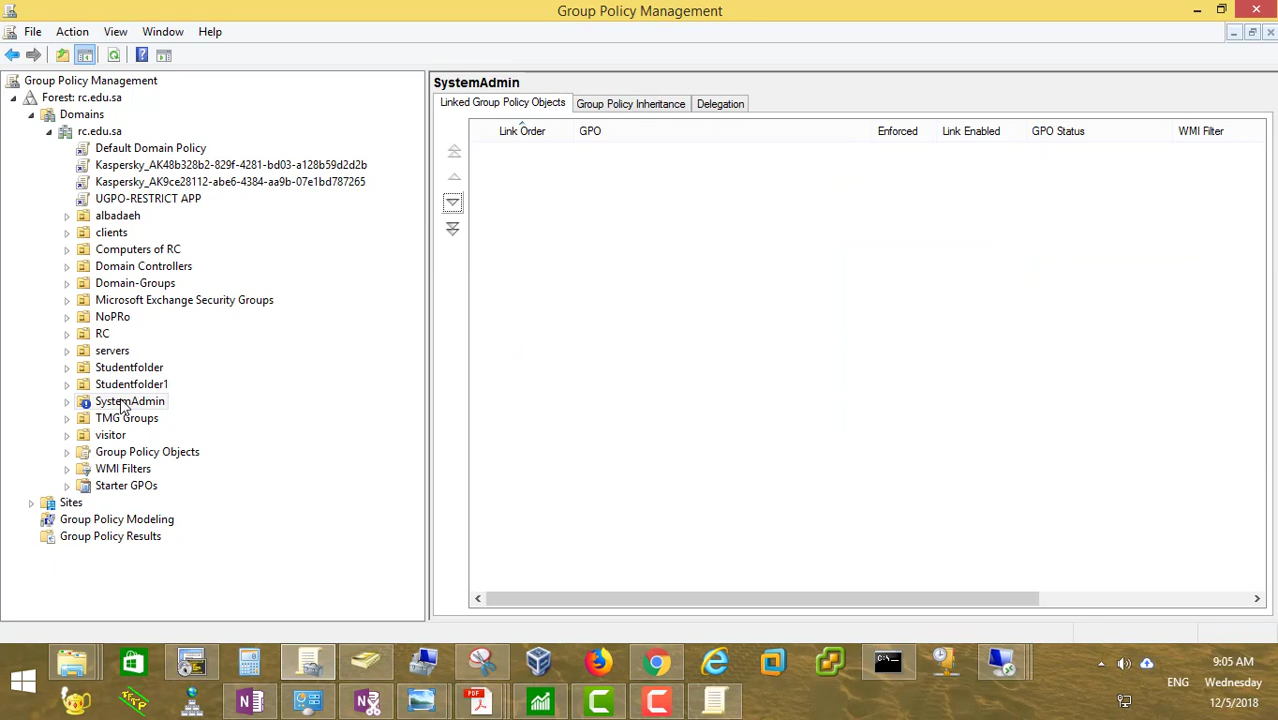 Group Policy Management
File Action View Window Help
Group Policy Management
Forest: rc.edu.sa
Domains
rc.edu.sa
Default Domain Policy
Kaspersky_AK48b328b2-829f-4281-bd03-a128b59d2d2b
Kaspersky_AK9ce28112-abe6-4384-aa9b-07e1bd787265
UGPO-RESTRICT APP
albadaeh
clients
Computers of RC
Domain Controllers
Domain-Groups
Microsoft Exchange Security Groups
NoPRo
RC
servers
Studentfolder
Studentfolder1
SystemAdmin
TMG Groups
visitor
Group Policy Objects
WMI Filters
Starter GPOs
Sites
Group Policy Modeling
Group Policy Results
SystemAdmin
Linked Group Policy Objects Group Policy Inheritance Delegation
Link Order GPO Enforced Link Enabled GPO Status WMI Filter
9:05 AM
ENG Wednesday
12/5/2018